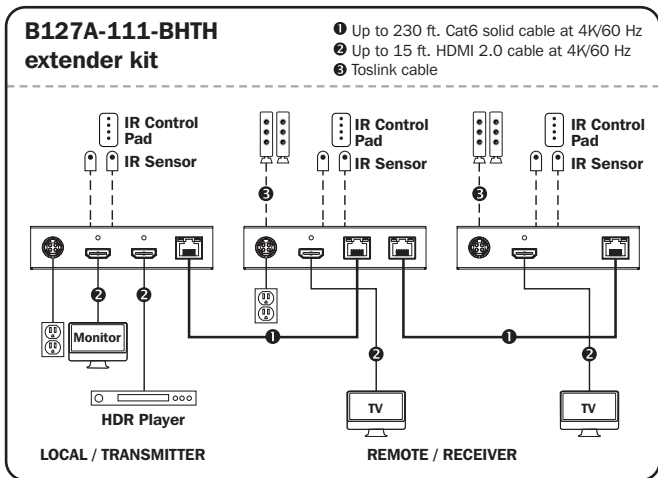 B127A-111-BHTH
extender kit
❶ Up to 230 ft. Cat6 solid cable at 4K/60 Hz
❷ Up to 15 ft. HDMI 2.0 cable at 4K/60 Hz
❸ Toslink cable
IR Control
Pad
IR Sensor
IR Control
Pad
IR Sensor
IR Control
Pad
IR Sensor
❸
❸
❷
❷
Monitor
❶
❶
❷
❷
HDR Player
TV
TV
LOCAL / TRANSMITTER
REMOTE / RECEIVER